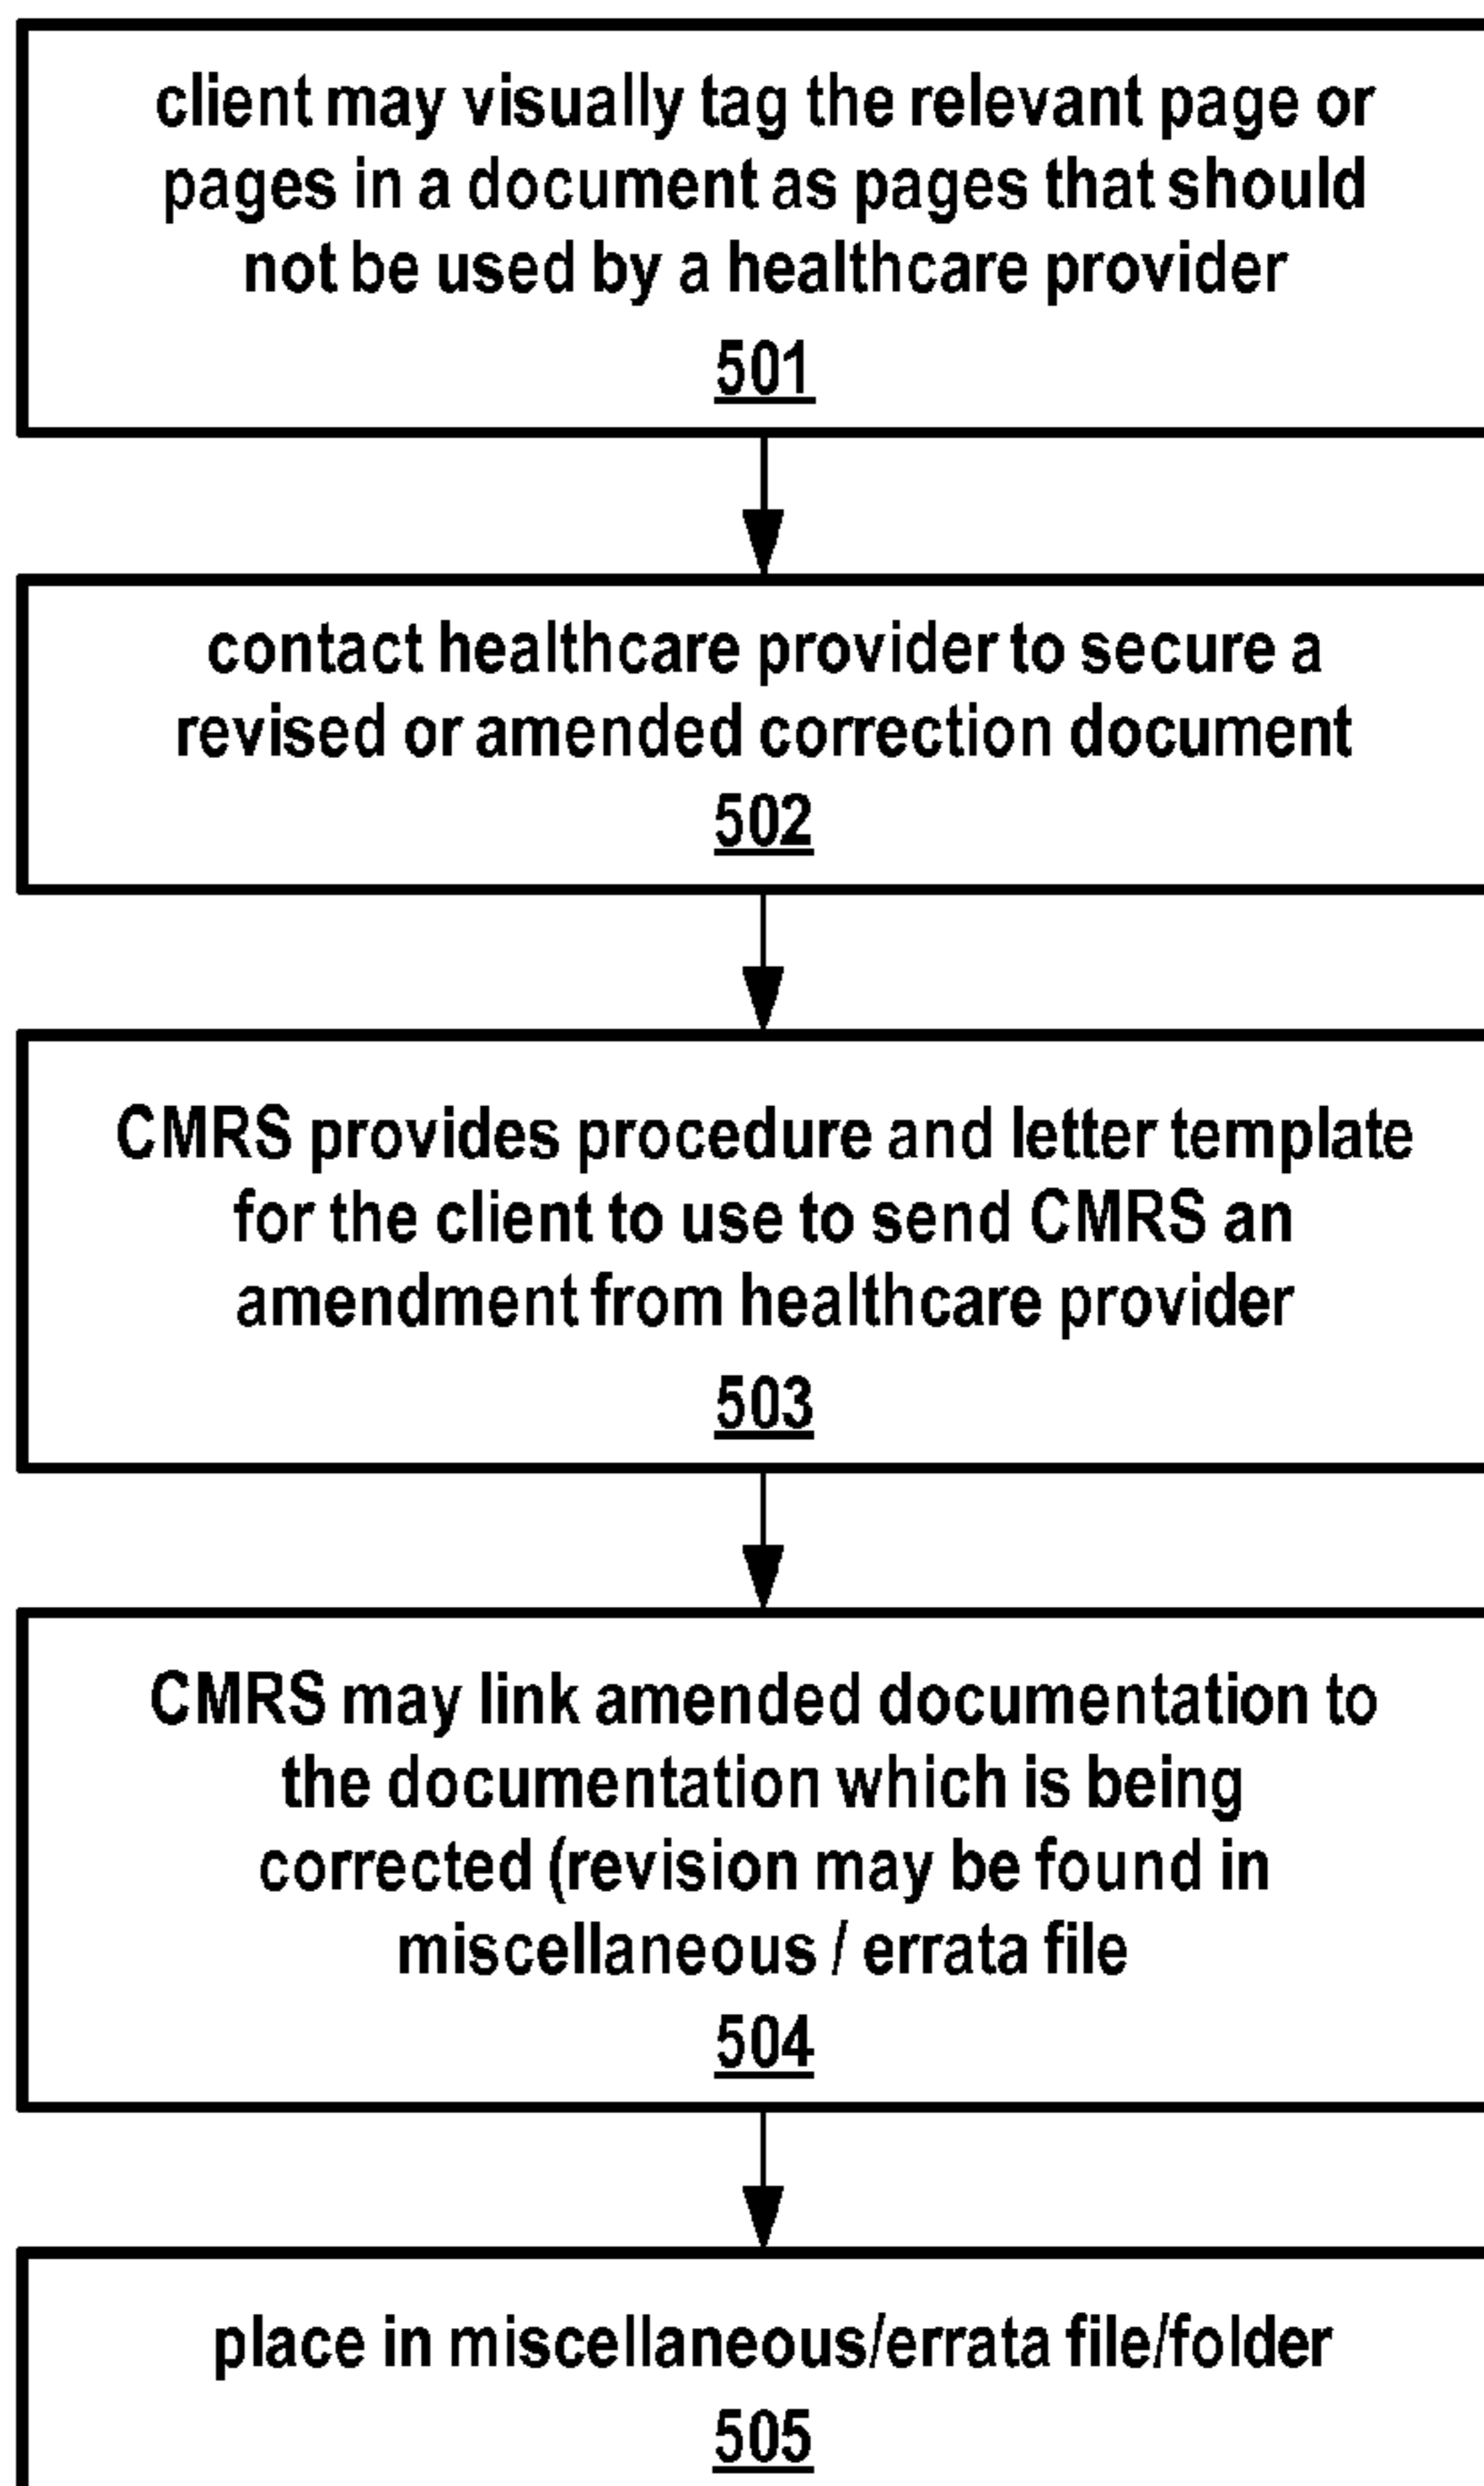 client may visually tag the relevant page or
pages in a document as pages that should
not be used by a healthcare provider
501
contact healthcare provider to secure a
revised or amended correction document
502
CMRS provides procedure and letter template
for the client to use to send CMRS an
amendment from healthcare provider
503
CMRS may link amended documentation to
the documentation which is being
corrected (revision may be found in
miscellaneous / errata file
504
place in miscellaneous/errata file/folder
505